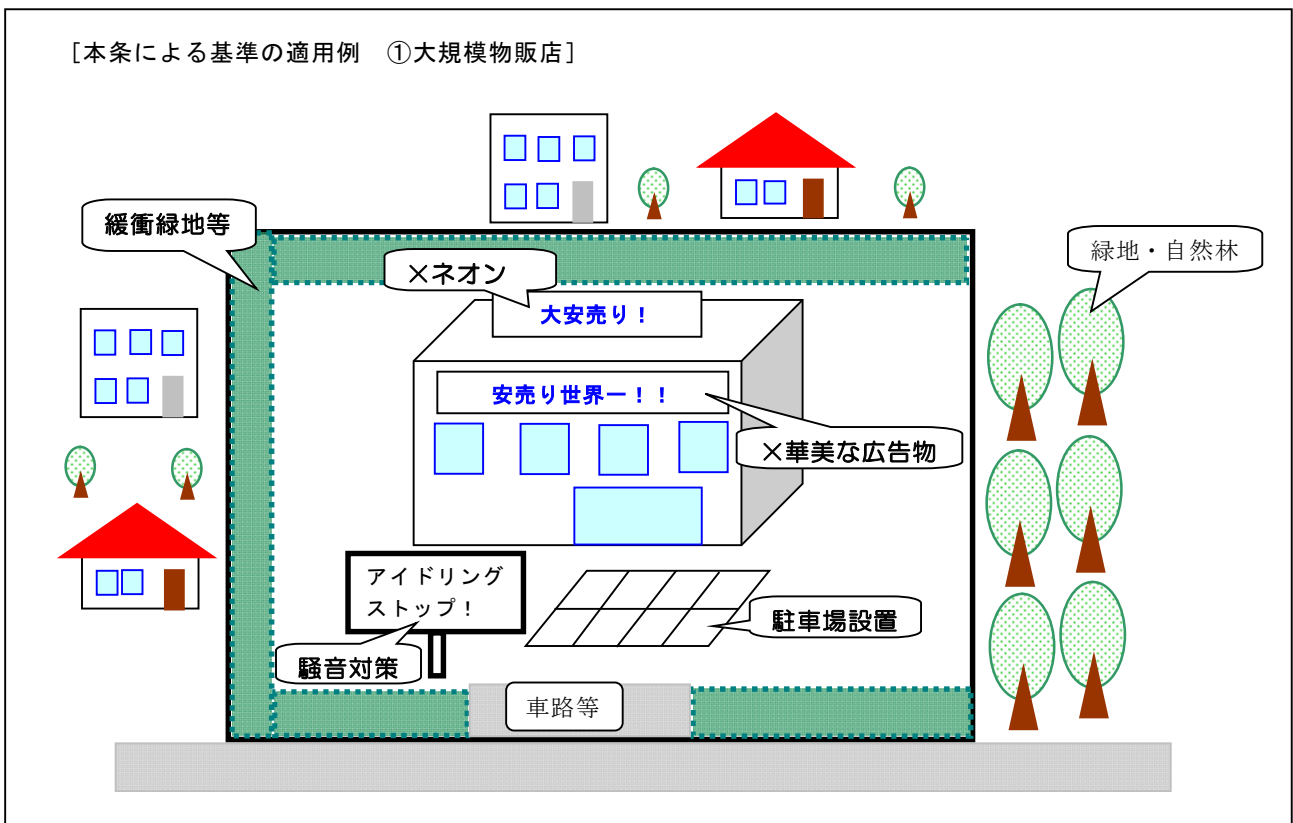 [本条による基準の適用例　①大規模物販店]
緩衝緑地等
×ネオン
緑地・自然林
大安売り！
安売り世界一！！
×華美な広告物
アイドリング
ストップ！
駐車場設置
騒音対策
車路等